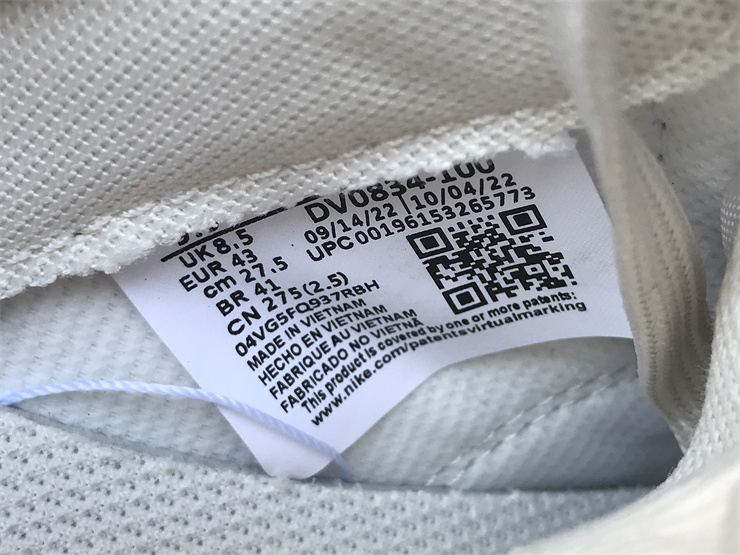 DV0834-100
09/14/22 10/04/22
UPC00196153265773
UK 8,5
EUR 43
cm 27,5
BR 41
CN 275(2.5)
04VG5FQ937RBH
MADE IN VIETNAM
HECHO EN VIETNAM
FABRIQUE AU VIETNAM
FABRICADO NO VIETNÃ
This product is covered by one or more patents:
www.nike.com/patentsvirtualmarking